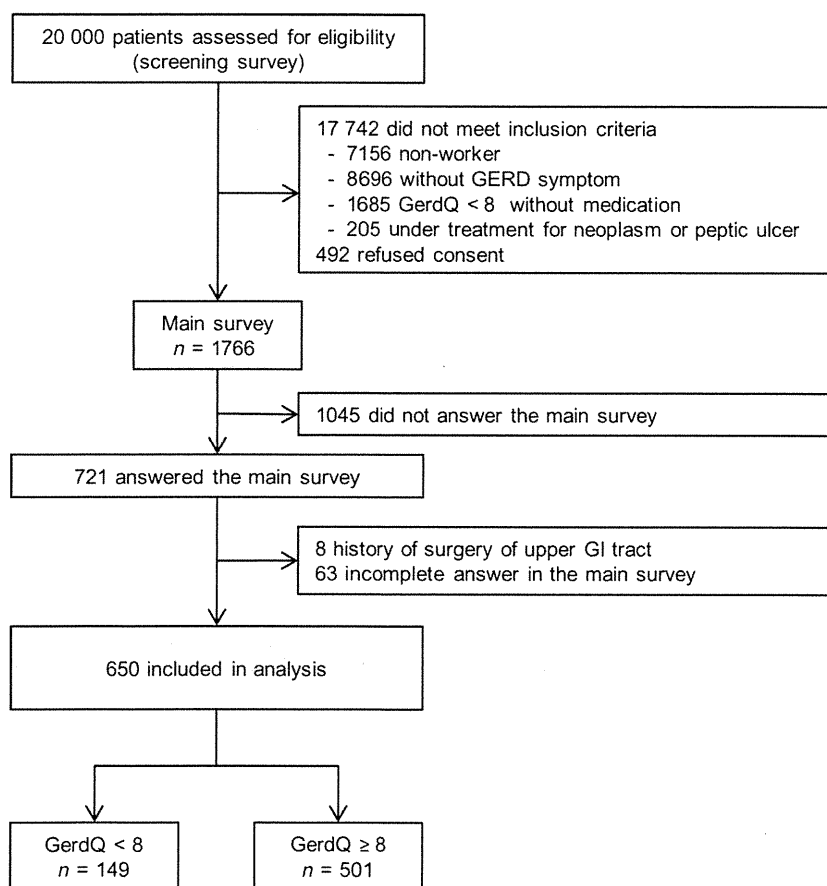 20 000 patients assessed for eligibility
(screening survey)
17 742 did not meet inclusion criteria
- 7156 non-worker
- 8696 without GERD symptom
- 1685 GerdQ < 8 without medication
- 205 under treatment for neoplasm or peptic ulcer
492 refused consent
Main survey
n = 1766
1045 did not answer the main survey
721 answered the main survey
8 history of surgery of upper GI tract
63 incomplete answer in the main survey
650 included in analysis
GerdQ < 8
n = 149
GerdQ ≥ 8
n = 501